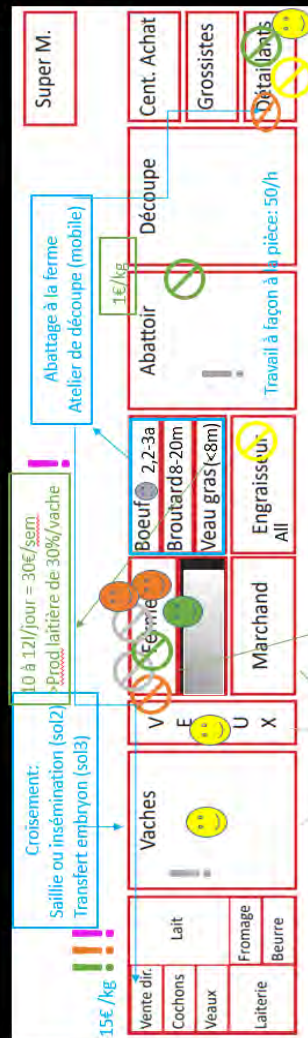 Croisement:
Saillie ou insémination (sol2)
Transfert embryon (sol3)
10 à 12l/jour = 30€/sem
>Prod laitière de 30%/vache
Abattage à la ferme
Atelier de découpe (mobile)
Super M.
15€/kg
1€/kg
Vente dir.
Cochons
Veaux
Laiterie
Lait
Fromage
Beurre
Vaches
V
E
U
X
Ferme
Marchand
Boeuf 2,2-3a
Broutard 8-20m
Veau gras (<8m)
Engraisseur
All
Abattoir
Découpe
Travail à façon à la pièce: 50/h
Cent. Achat
Grossistes
Détaillants